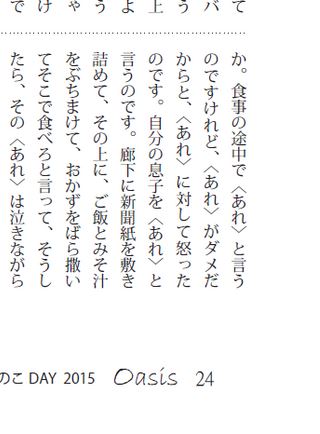 て
バ
う
上
よ
う
ゃ
け
で
か。食事の途中で〈あれ〉と言う
のですけれど、〈あれ〉がダメだ
からと、〈あれ〉に対して怒った
のです。自分の息子を〈あれ〉と
言うのです。廊下に新聞紙を敷き
詰めて、その上に、ご飯とみそ汁
をぶちまけて、おかずをばら撒い
てそこで食べろと言って、そうし
たら、その〈あれ〉は泣きながら
のこ DAY 2015 Oasis 24